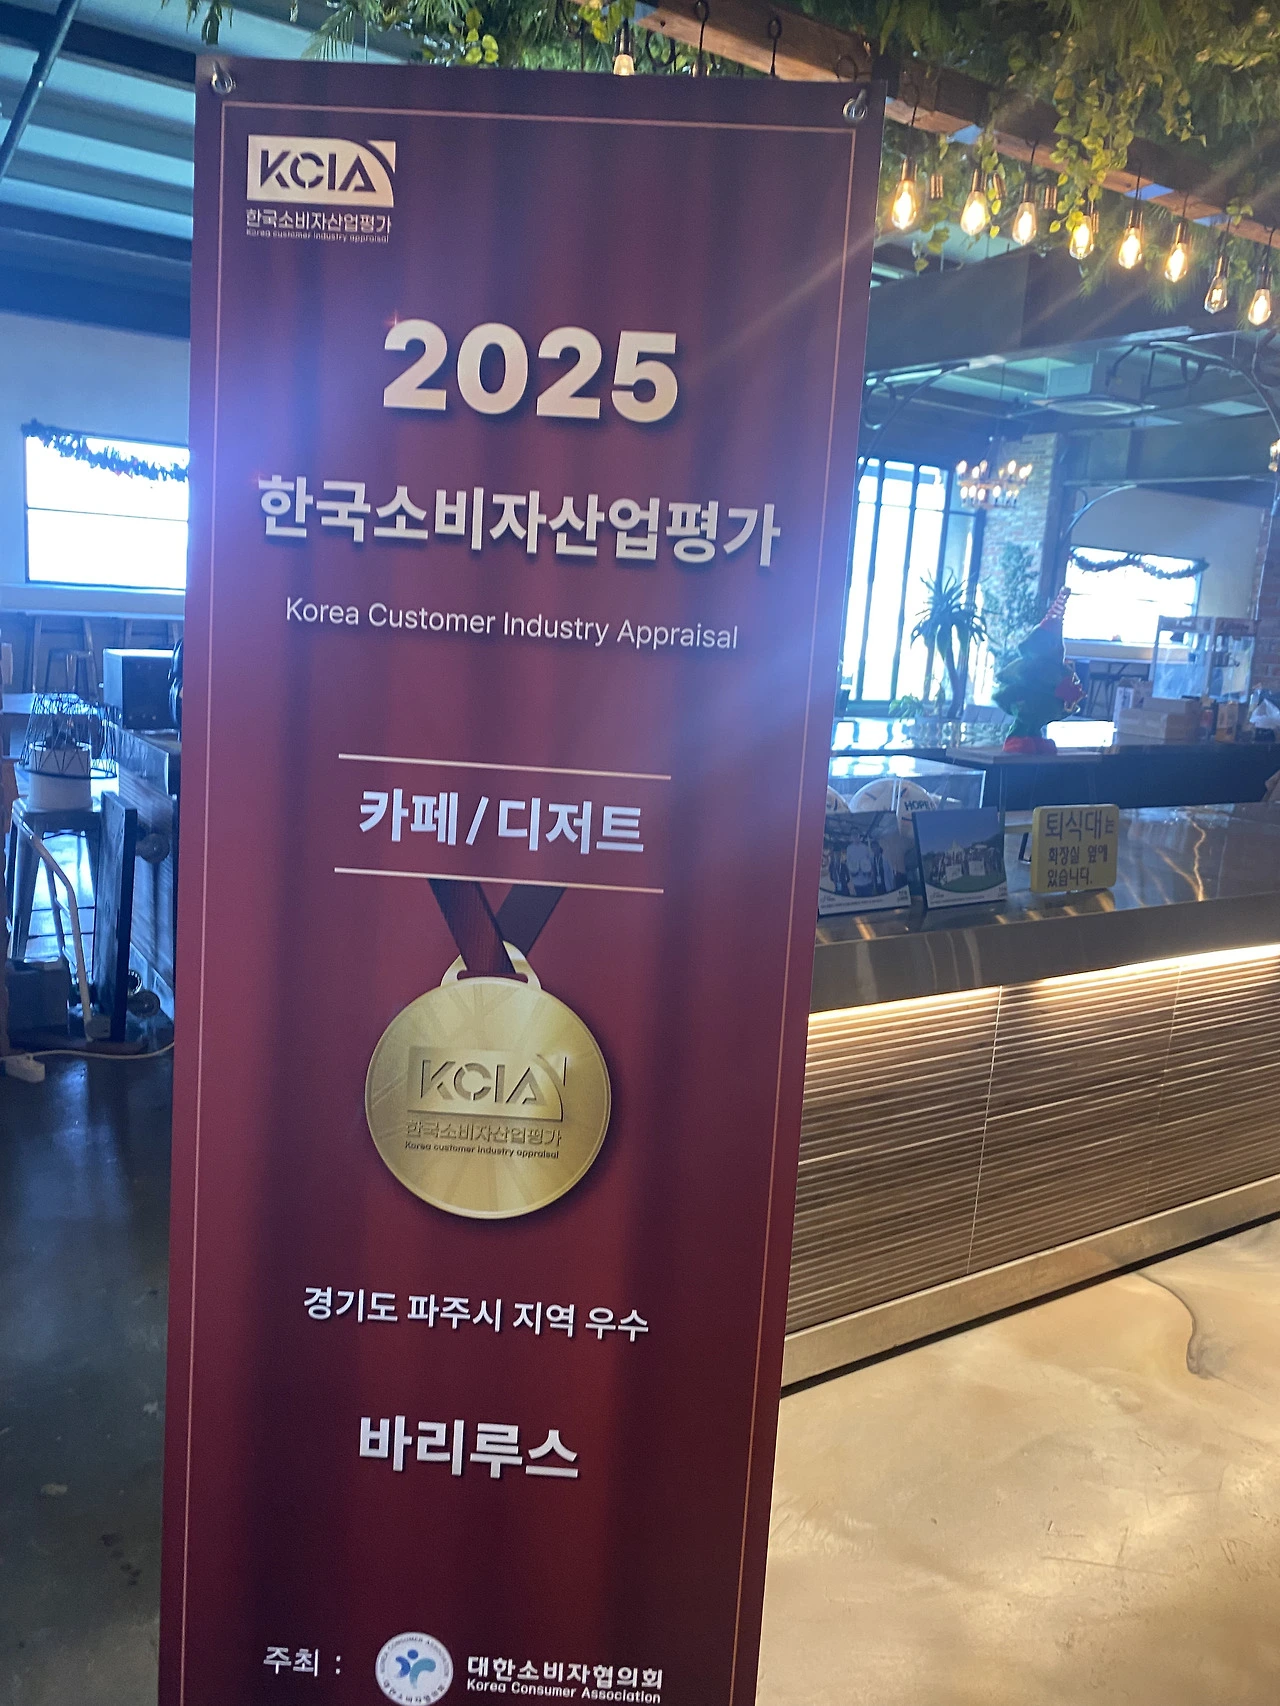 KCIA
한국소비자산업평가
Korea customer industry appraisal
2025
한국소비자산업평가
Korea Customer Industry Appraisal
카페/디저트
KCIA
한국소비자산업평가
Korea customer industry appraisal
경기도 파주시 지역 우수
바리루스
주최 :
대한소비자협의회
Korea Consumer Association
퇴식대는
화장실 옆에
있습니다.